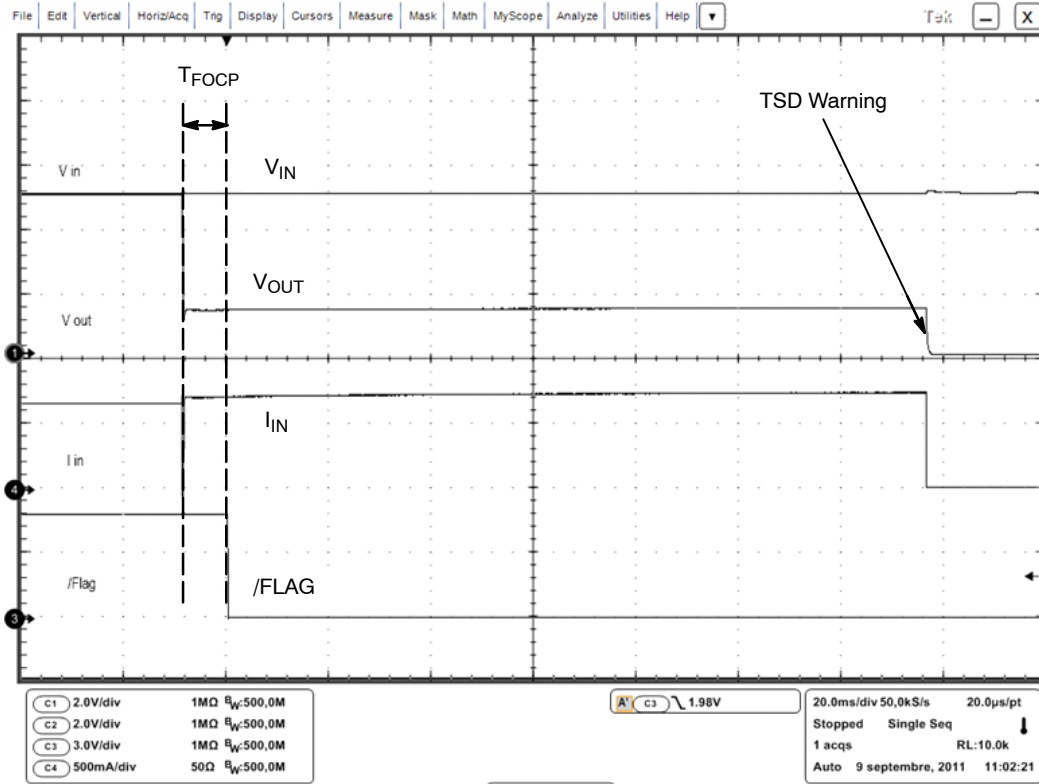 File Edit Vertical Horiz/Acq Trig Display Cursors Measure Mask Math MyScope Analyze Utilities Help Tek X
TFOCP
TSD Warning
V in
VIN
VOUT
V out
1
IIN
I in
4
/Flag
/FLAG
3
C1 2.0V/div 1MΩ BW:500,0M
C2 2.0V/div 1MΩ BW:500,0M
C3 3.0V/div 1MΩ BW:500,0M
C4 500mA/div 50Ω BW:500,0M
A' C3 1.98V
20.0ms/div 50,0kS/s 20.0µs/pt
Stopped Single Seq
1 acqs RL:10.0k
Auto 9 septembre, 2011 11:02:21